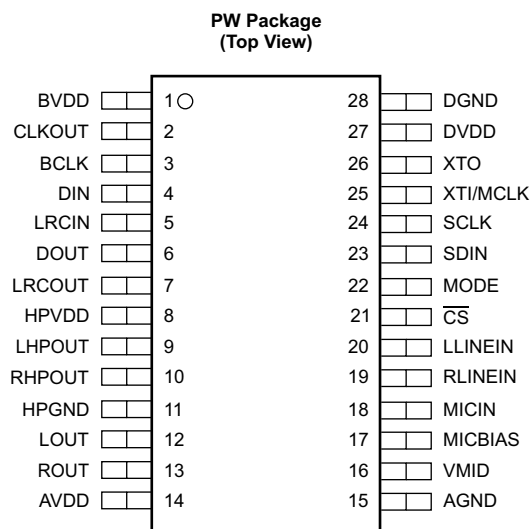 PW Package
(Top View)
BVDD 1 28 DGND
CLKOUT 2 27 DVDD
BCLK 3 26 XTO
DIN 4 25 XTI/MCLK
LRCIN 5 24 SCLK
DOUT 6 23 SDIN
LRCOUT 7 22 MODE
HPVDD 8 21 C̅S̅
LHPOUT 9 20 LLINEIN
RHPOUT 10 19 RLINEIN
HPGND 11 18 MICIN
LOUT 12 17 MICBIAS
ROUT 13 16 VMID
AVDD 14 15 AGND